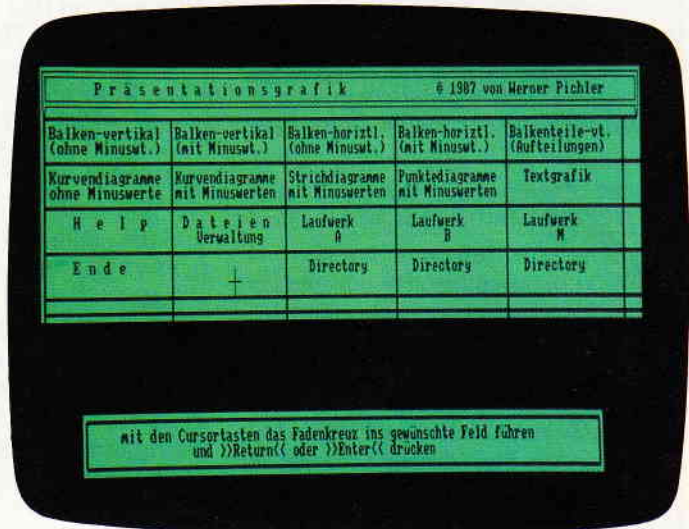 Präsentationsgrafik © 1987 von Werner Pichler
Balken-vertikal Balken-vertikal Balken-horiztl. Balken-horiztl. Balkenteile-vt.
(ohne Minuswt.) (mit Minuswt.) (ohne Minuswt.) (mit Minuswt.) (Aufteilungen)
Kurvendiagramme Kurvendiagramme Strichdiagramme Punktediagramme Textgrafik
ohne Minuswerte mit Minuswerten mit Minuswerten mit Minuswerten
Help Dateien Laufwerk Laufwerk Laufwerk
Verwaltung A B M
Ende Directory Directory Directory
mit den Cursortasten das Fadenkreuz ins gewünschte Feld führen
und >>Return<< oder >>Enter<< drücken